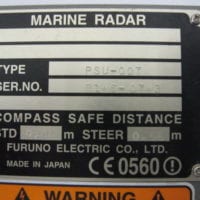 MARINE RADAR
TYPE PSU-007
SER.NO.
COMPASS SAFE DISTANCE
STD m STEER m
FURUNO ELECTRIC CO., LTD.
MADE IN JAPAN CE0560
WARNING